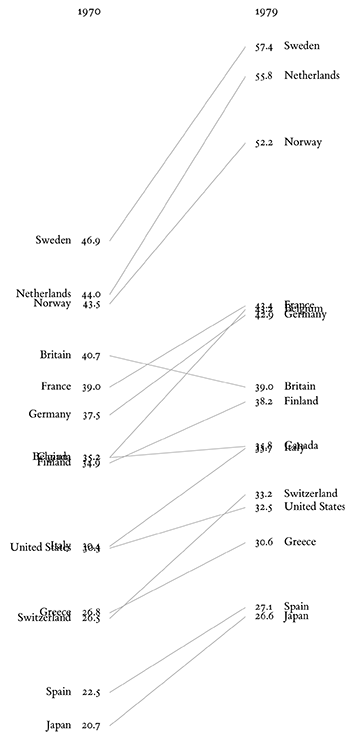 1970 1979
57.4 Sweden
55.8 Netherlands
52.2 Norway
Sweden 46.9
Netherlands 44.0
Norway 43.5
43.4 France
43.2 Belgium
42.9 Germany
Britain 40.7
France 39.0
39.0 Britain
38.2 Finland
Germany 37.5
35.8 Canada
35.7 Italy
Belgium 35.2
Finland 34.9
33.2 Switzerland
32.5 United States
30.6 Greece
Italy 30.4
United States
Greece 26.8
Switzerland 26.5
27.1 Spain
26.6 Japan
Spain 22.5
Japan 20.7